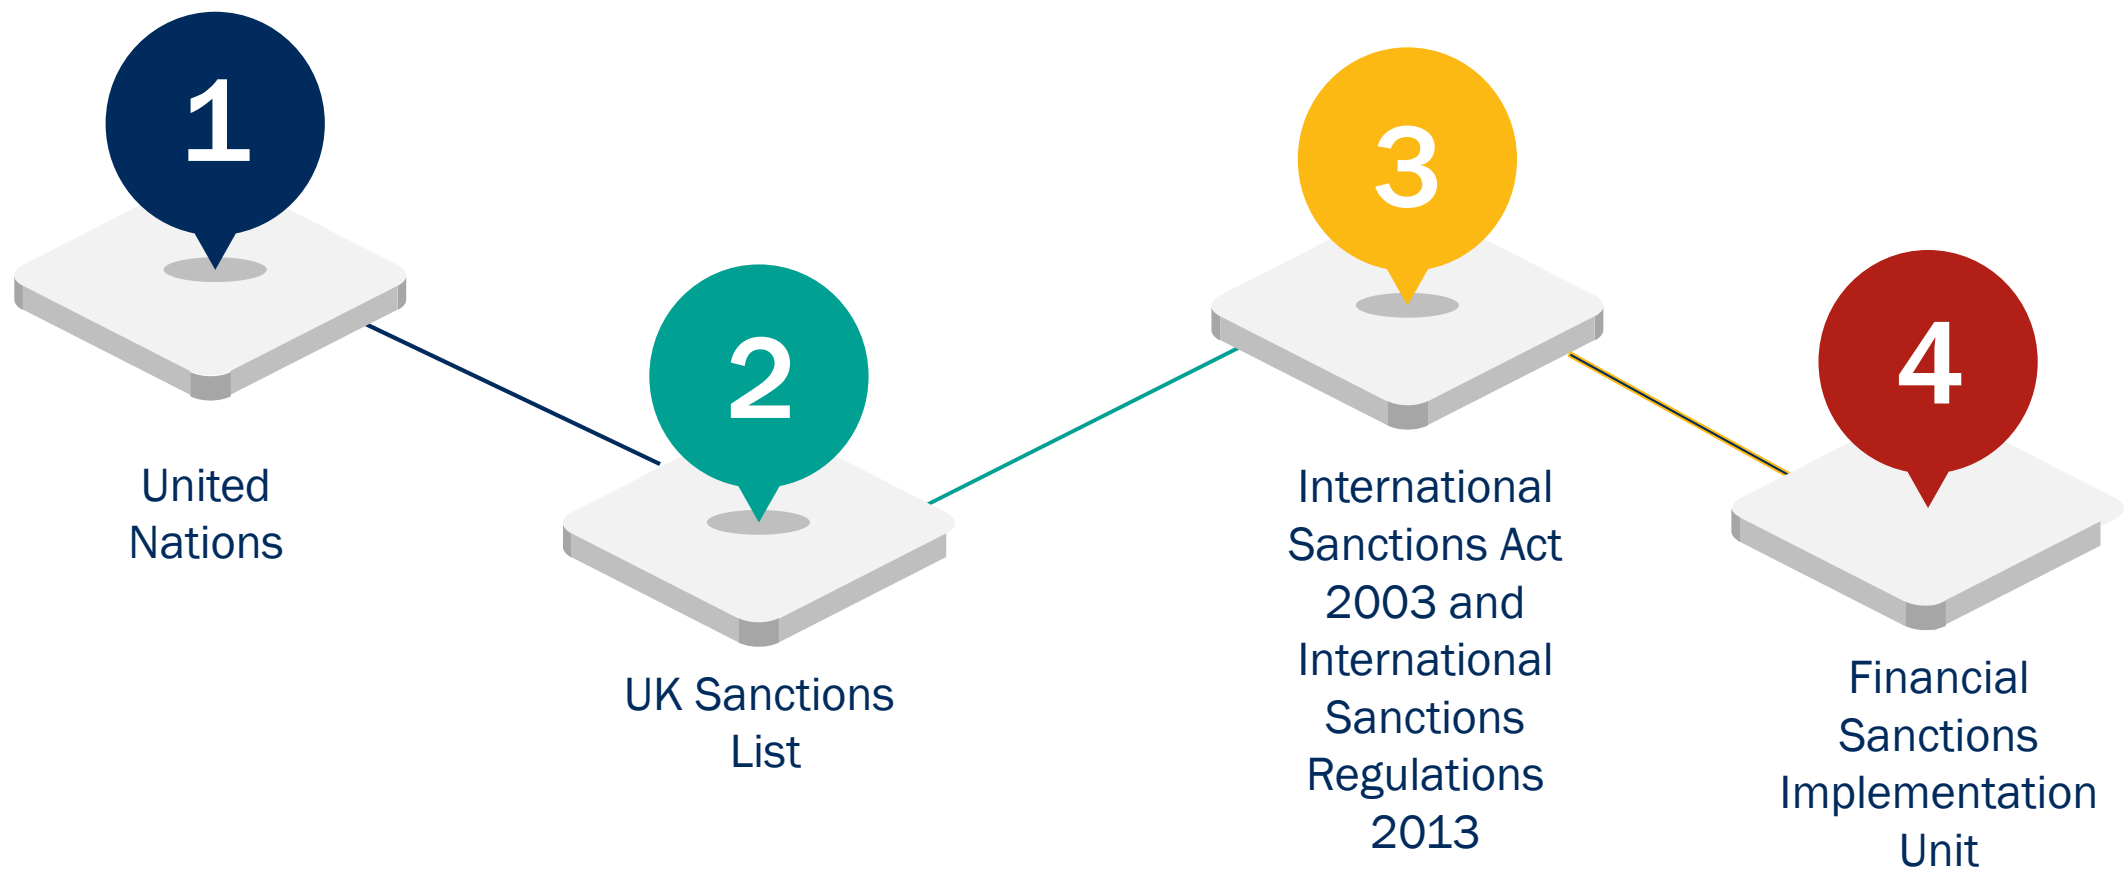 1
United
Nations
2
UK Sanctions
List
3
International
Sanctions Act
2003 and
International
Sanctions
Regulations
2013
4
Financial
Sanctions
Implementation
Unit